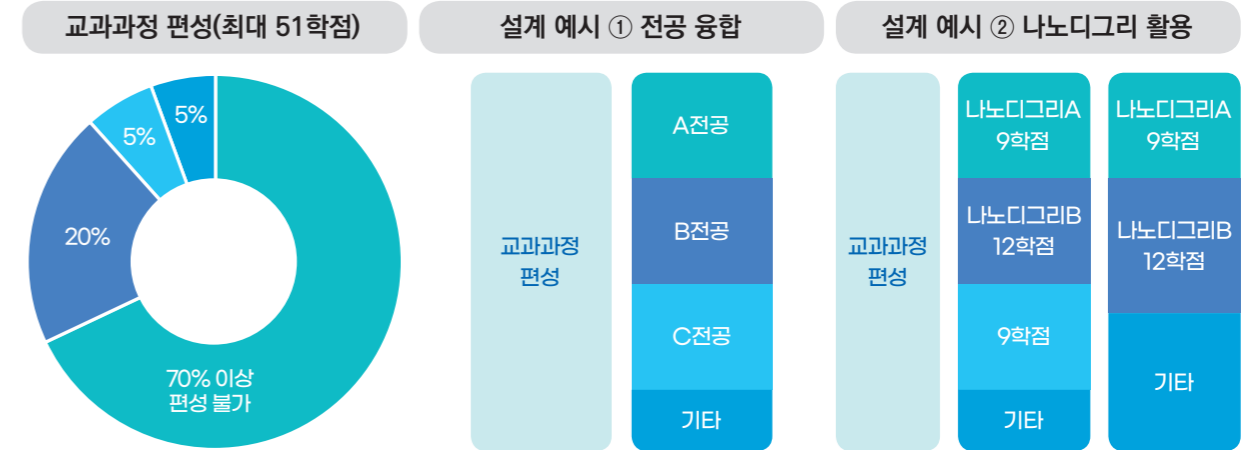 교과과정 편성(최대 51학점)
5%
5%
20%
70% 이상
편성 불가
설계 예시 ① 전공 융합
교과과정
편성
A전공
B전공
C전공
기타
설계 예시 ② 나노디그리 활용
교과과정
편성
나노디그리A
9학점
나노디그리B
12학점
9학점
기타
나노디그리A
9학점
나노디그리B
12학점
기타